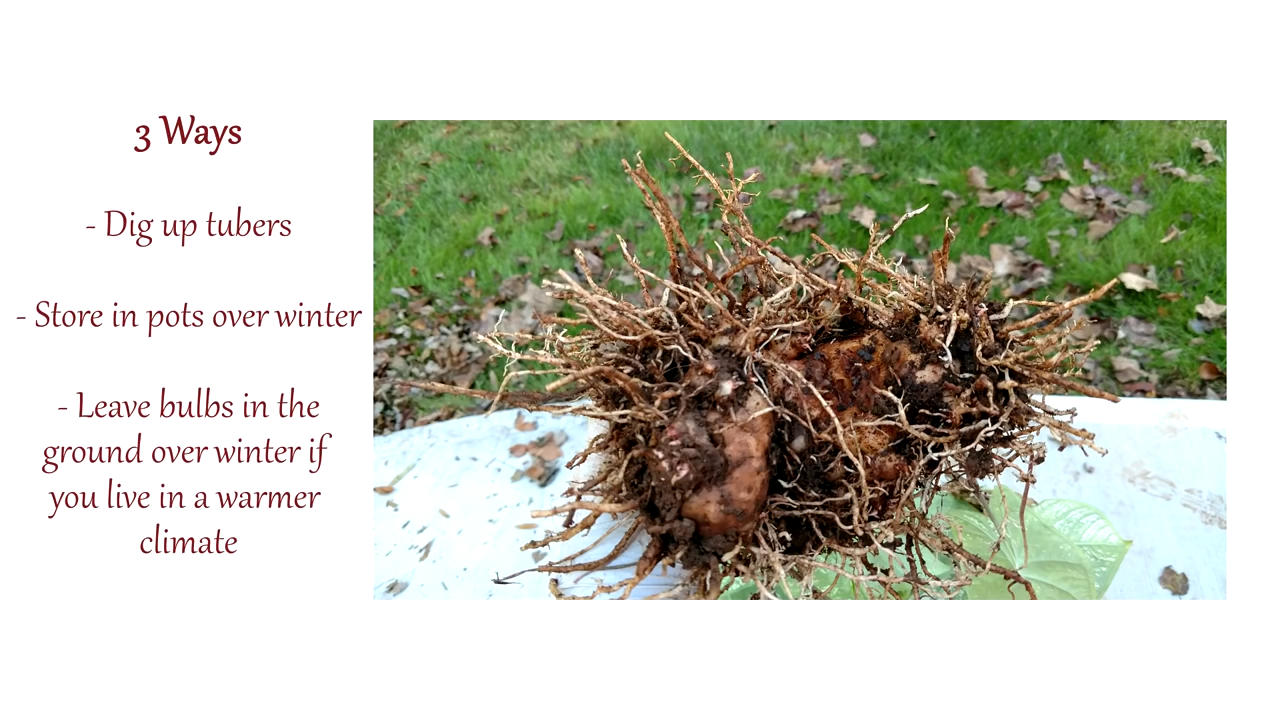 3 Ways
- Dig up tubers
- Store in pots over winter
- Leave bulbs in the
ground over winter if
you live in a warmer
climate